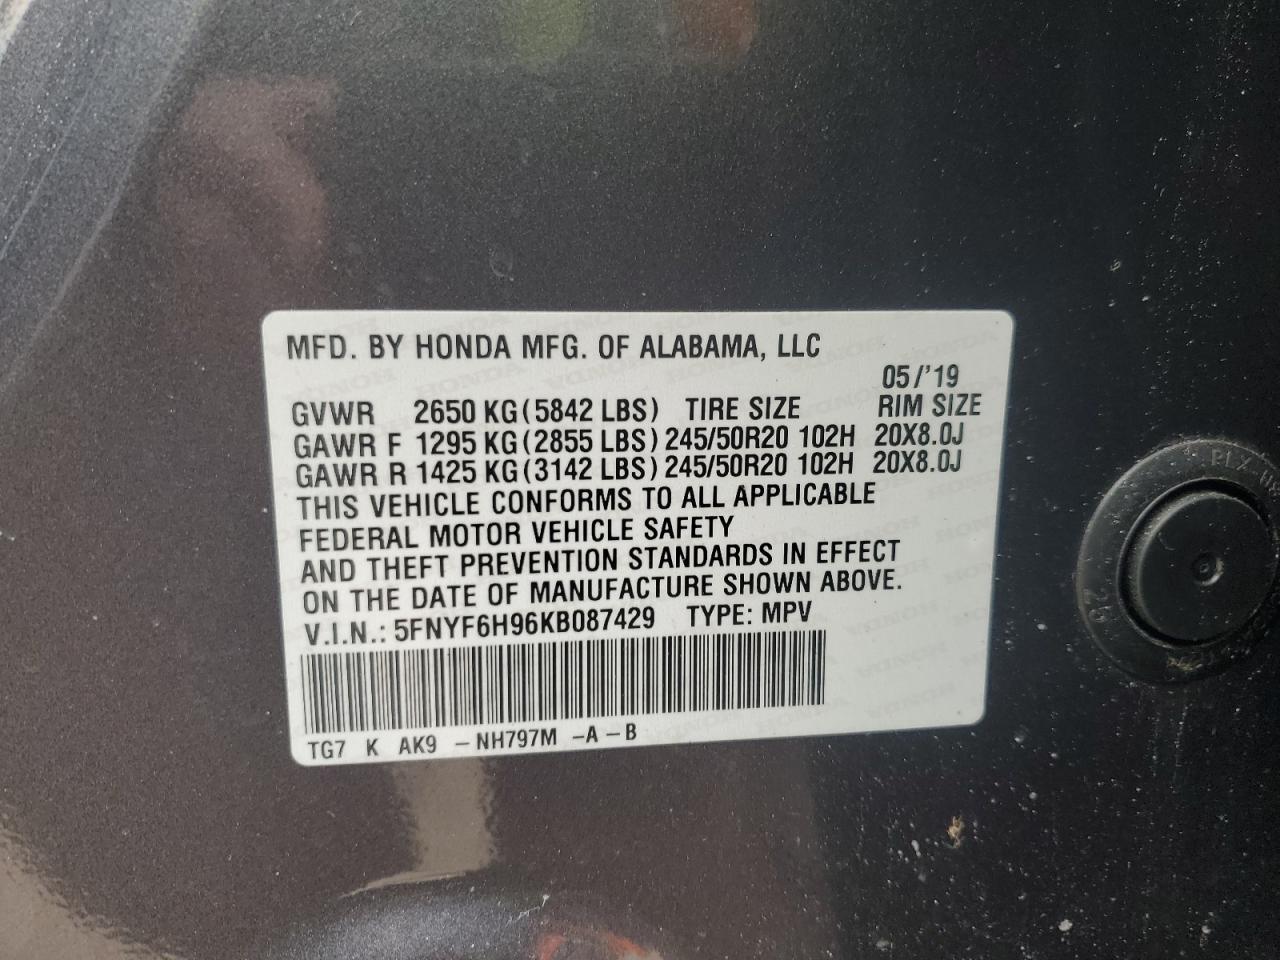 MFD. BY HONDA MFG. OF ALABAMA, LLC
05/'19
GVWR 2650 KG(5842 LBS) TIRE SIZE RIM SIZE
GAWR F 1295 KG(2855 LBS) 245/50R20 102H 20X8.0J
GAWR R 1425 KG(3142 LBS) 245/50R20 102H 20X8.0J
THIS VEHICLE CONFORMS TO ALL APPLICABLE
FEDERAL MOTOR VEHICLE SAFETY
AND THEFT PREVENTION STANDARDS IN EFFECT
ON THE DATE OF MANUFACTURE SHOWN ABOVE.
V.I.N.: 5FNYF6H96KB087429 TYPE: MPV
TG7 K AK9 -NH797M -A-B